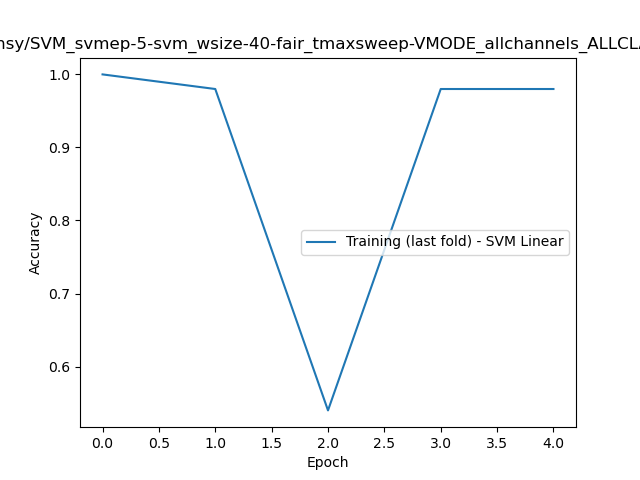 nsy/SVM_svmep-5-svm_wsize-40-fair_tmaxsweep-VMODE_allchannels_ALLCLA
1.0
0.9
0.8
0.7
0.6
Accuracy
Training (last fold) - SVM Linear
0.0 0.5 1.0 1.5 2.0 2.5 3.0 3.5 4.0
Epoch